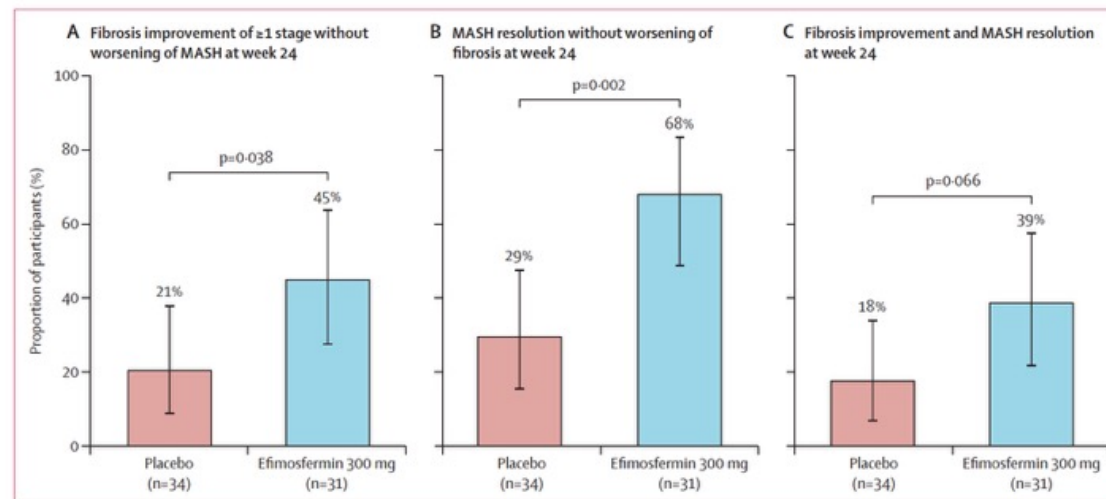 A Fibrosis improvement of ≥1 stage without
worsening of MASH at week 24
B MASH resolution without worsening of
fibrosis at week 24
C Fibrosis improvement and MASH resolution
at week 24
Proportion of participants (%)
100
80
60
40
20
0
p=0·038
21%
45%
Placebo
(n=34)
Efimosfermin 300 mg
(n=31)
p=0·002
29%
68%
Placebo
(n=34)
Efimosfermin 300 mg
(n=31)
p=0·066
18%
39%
Placebo
(n=34)
Efimosfermin 300 mg
(n=31)